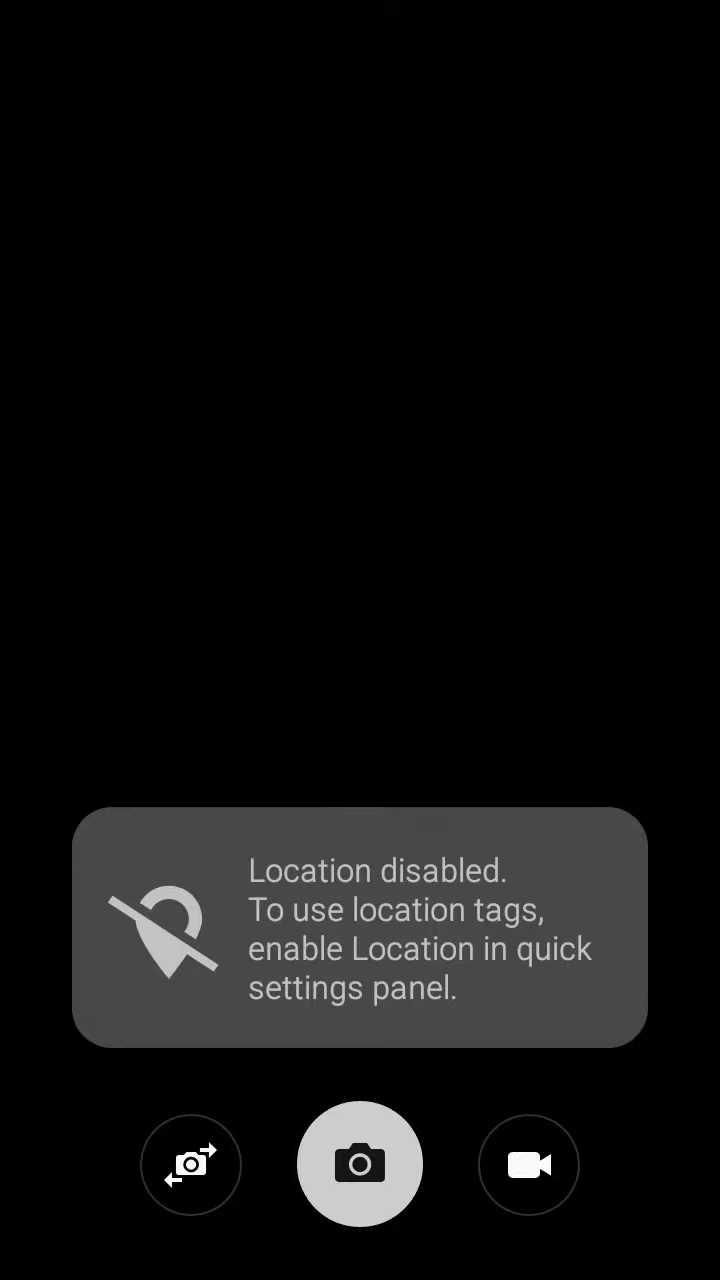 Location disabled.
To use location tags,
enable Location in quick
settings panel.